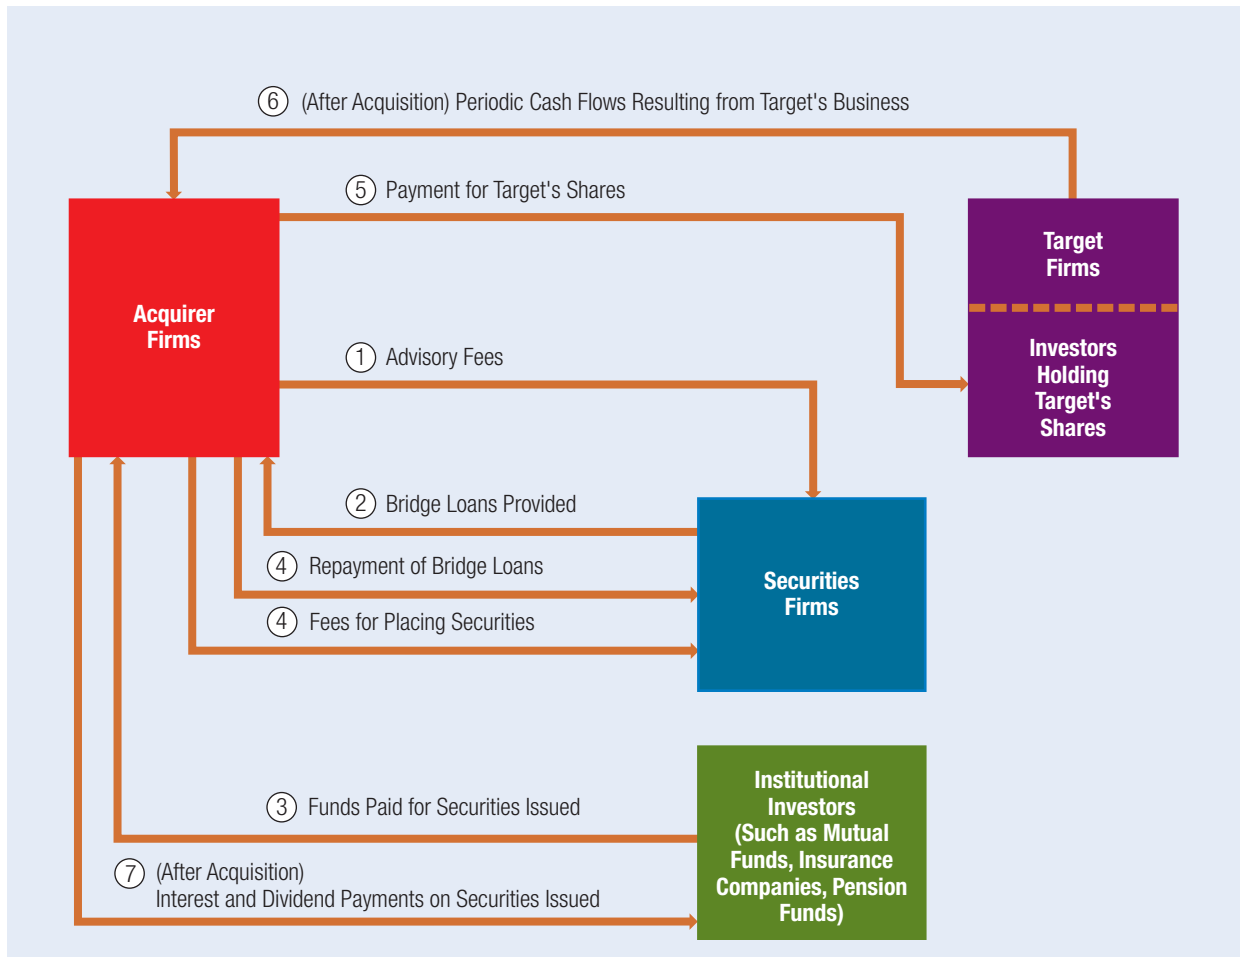 6 (After Acquisition) Periodic Cash Flows Resulting from Target's Business
5 Payment for Target's Shares
Target
Firms
Acquirer
Firms
Investors
Holding
Target's
Shares
1 Advisory Fees
2 Bridge Loans Provided
4 Repayment of Bridge Loans
4 Fees for Placing Securities
Securities
Firms
3 Funds Paid for Securities Issued
7 (After Acquisition)
Interest and Dividend Payments on Securities Issued
Institutional
Investors
(Such as Mutual
Funds, Insurance
Companies, Pension
Funds)